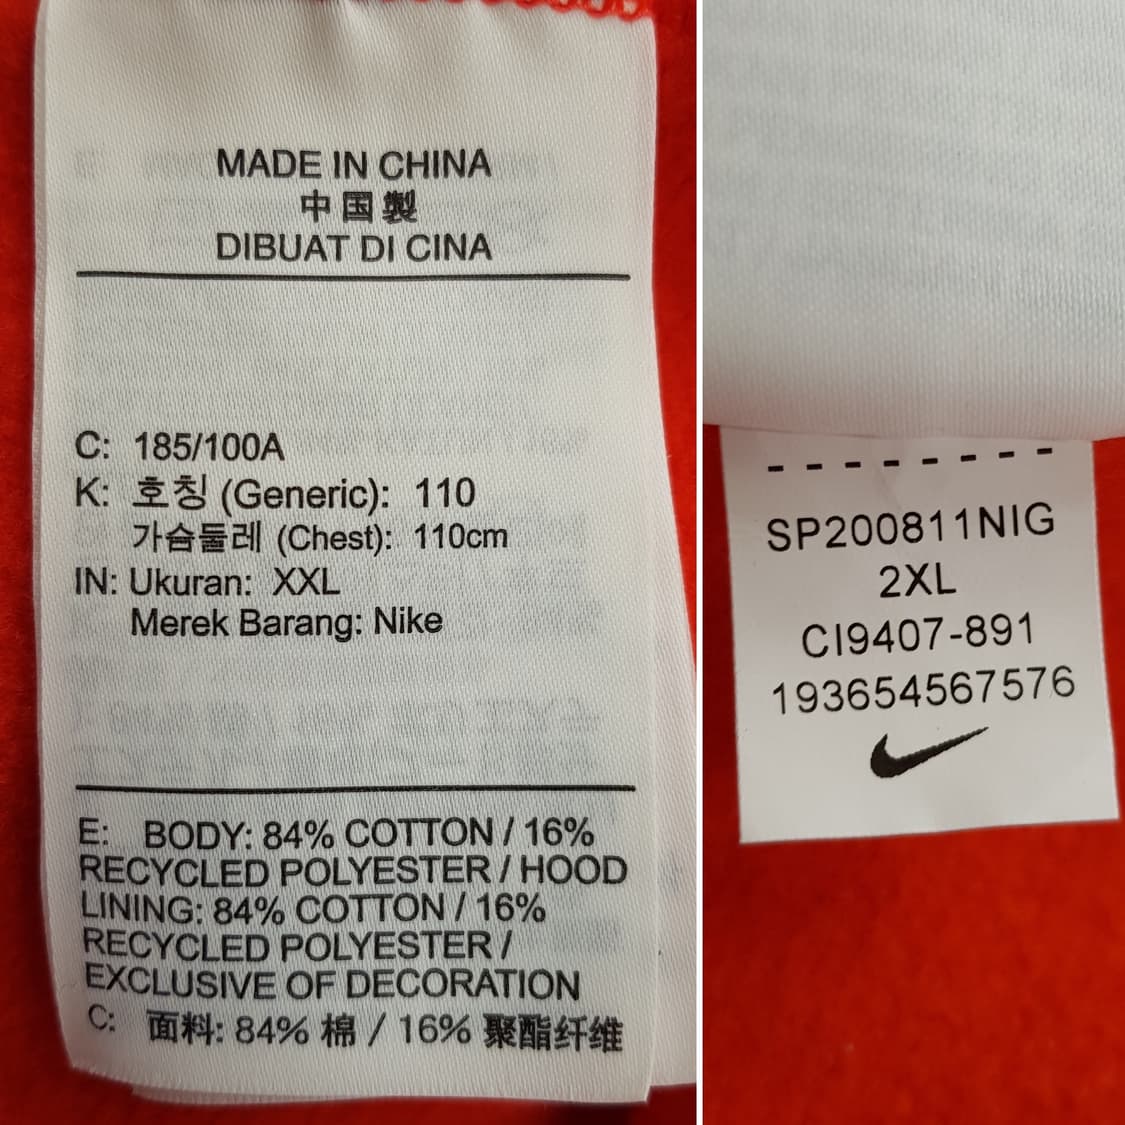 MADE IN CHINA
中国製
DIBUAT DI CINA
C: 185/100A
K: 호칭 (Generic): 110
가슴둘레 (Chest): 110cm
IN: Ukuran: XXL
Merek Barang: Nike
E: BODY: 84% COTTON / 16%
RECYCLED POLYESTER / HOOD
LINING: 84% COTTON / 16%
RECYCLED POLYESTER /
EXCLUSIVE OF DECORATION
C: 面料: 84% 棉 / 16% 聚酯纤维
SP200811NIG
2XL
CI9407-891
193654567576